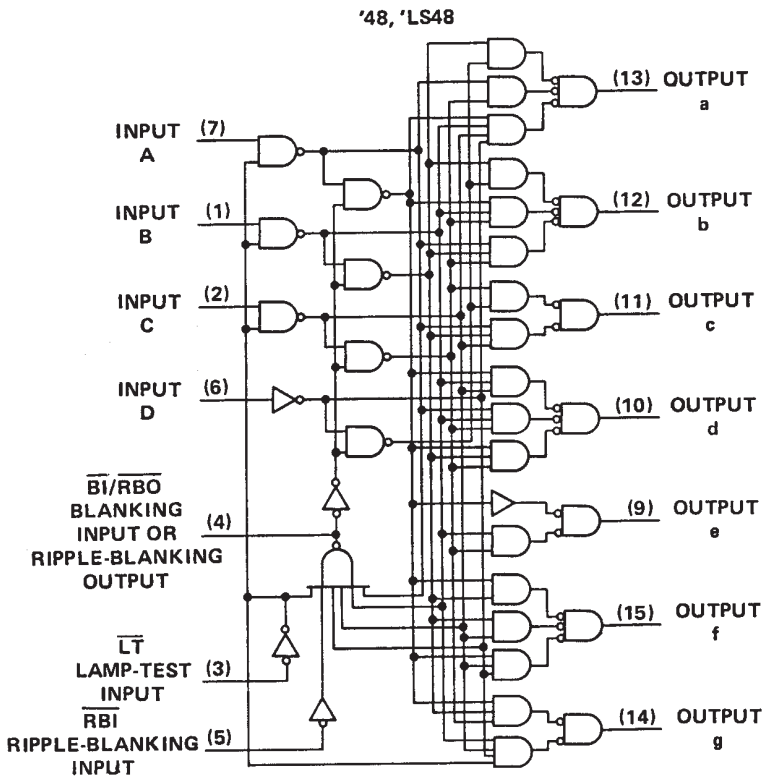 '48, 'LS48
(13) OUTPUT
a
INPUT (7)
A
(12) OUTPUT
b
INPUT (1)
B
(11) OUTPUT
c
INPUT (2)
C
(10) OUTPUT
d
INPUT (6)
D
(9) OUTPUT
e
BI/RBO
BLANKING
INPUT OR (4)
RIPPLE-BLANKING
OUTPUT
(15) OUTPUT
f
LT
LAMP-TEST (3)
INPUT
(14) OUTPUT
g
RBI
RIPPLE-BLANKING (5)
INPUT